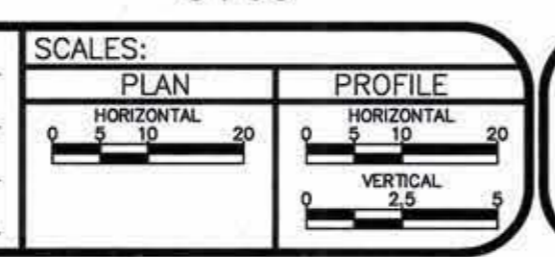 SCALES:
PLAN
HORIZONTAL
0 5 10 20
PROFILE
HORIZONTAL
0 5 10 20
VERTICAL
0 2,5 5